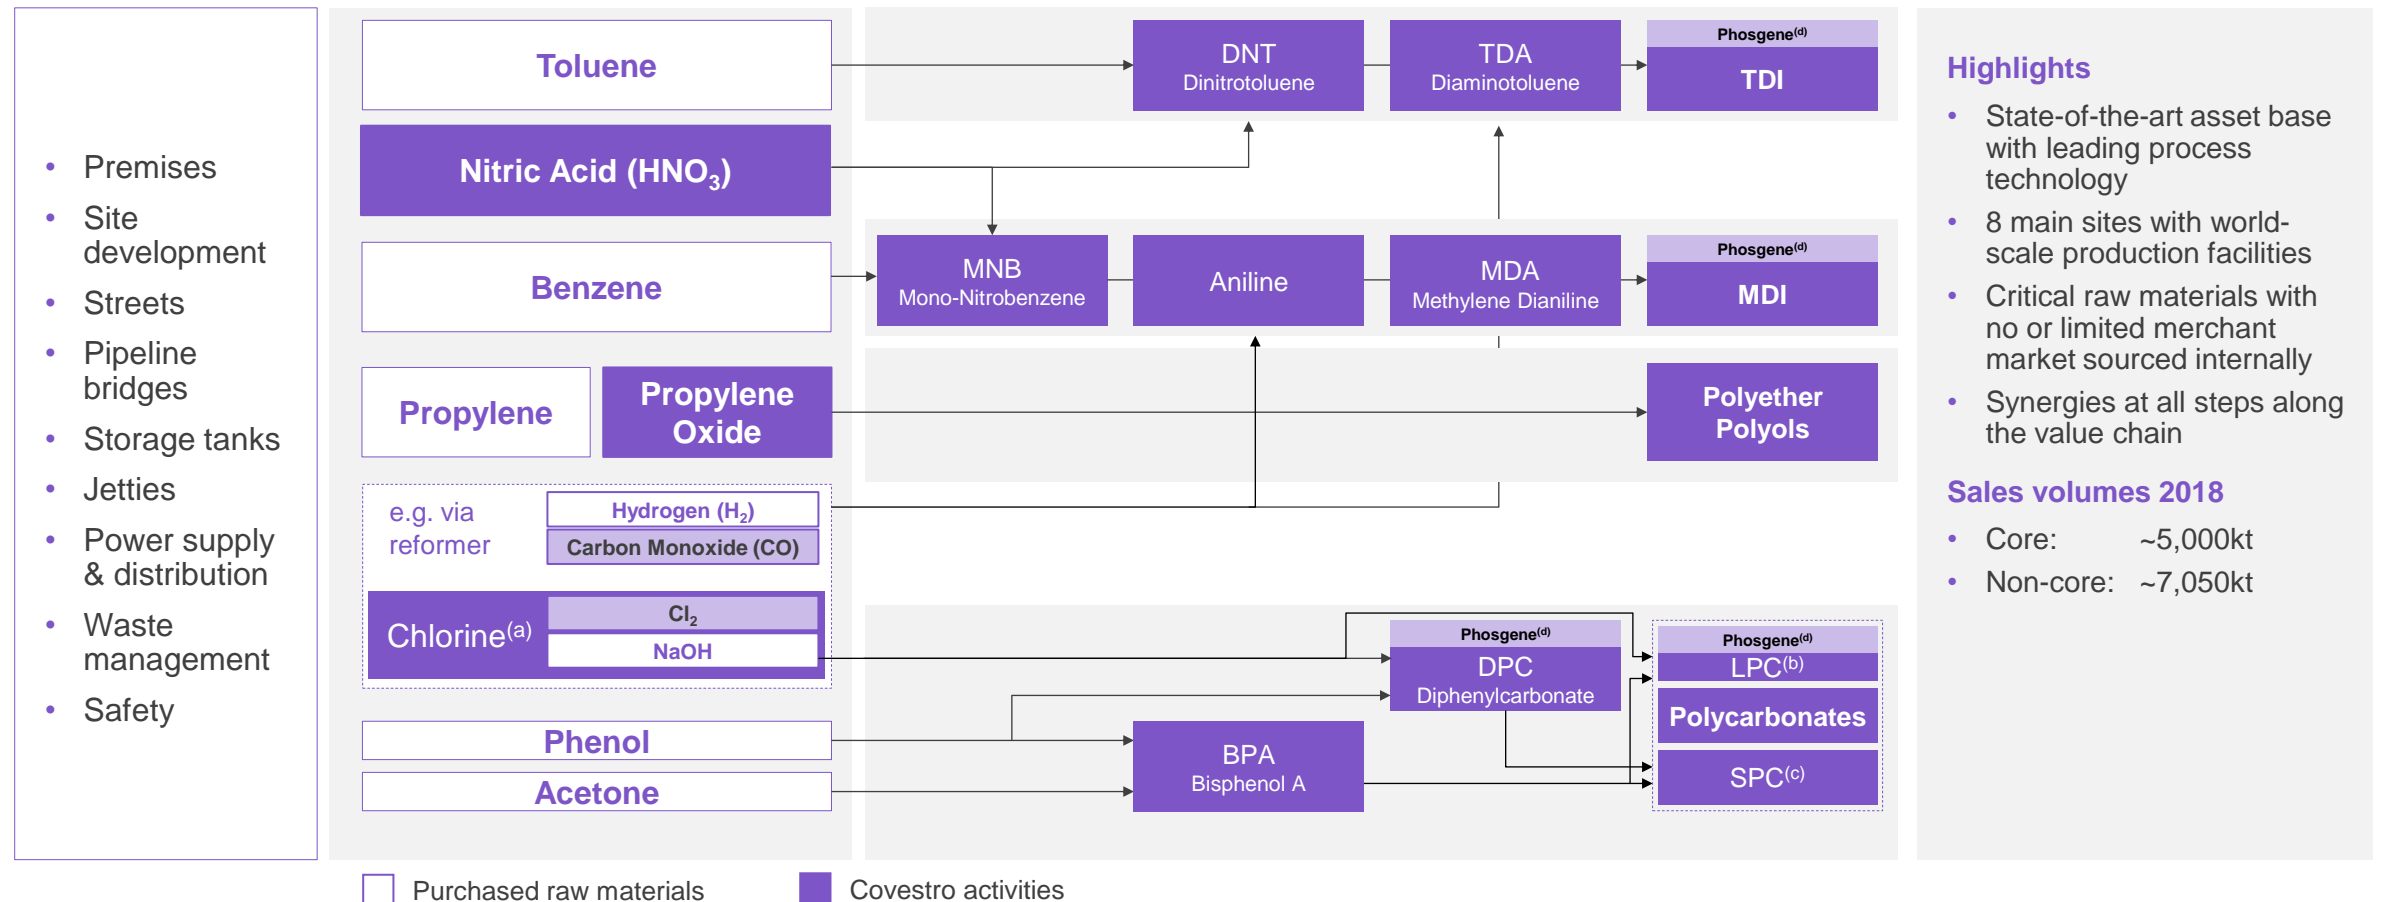 • Premises
• Site
development
• Streets
• Pipeline
bridges
• Storage tanks
• Jetties
• Power supply
& distribution
• Waste
management
• Safety
Toluene
Nitric Acid (HNO₃)
Benzene
Propylene
Propylene
Oxide
e.g. via
reformer
Hydrogen (H₂)
Carbon Monoxide (CO)
Chlorine(a)
Cl₂
NaOH
Phenol
Acetone
DNT
Dinitrotoluene
TDA
Diaminotoluene
Phosgene(d)
TDI
MNB
Mono-Nitrobenzene
Aniline
MDA
Methylene Dianiline
Phosgene(d)
MDI
Polyether
Polyols
Phosgene(d)
DPC
Diphenylcarbonate
BPA
Bisphenol A
Phosgene(d)
LPC(b)
Polycarbonates
SPC(c)
Highlights
• State-of-the-art asset base
with leading process
technology
• 8 main sites with world-
scale production facilities
• Critical raw materials with
no or limited merchant
market sourced internally
• Synergies at all steps along
the value chain
Sales volumes 2018
• Core: ~5,000kt
• Non-core: ~7,050kt
Purchased raw materials
Covestro activities